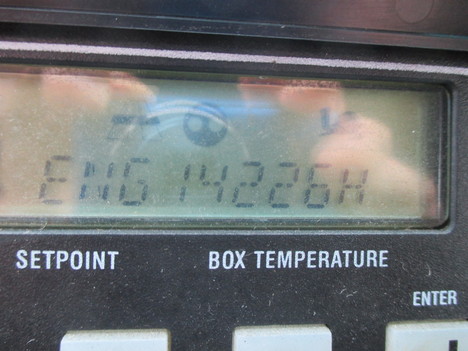 ENG 14226H
SETPOINT BOX TEMPERATURE
ENTER